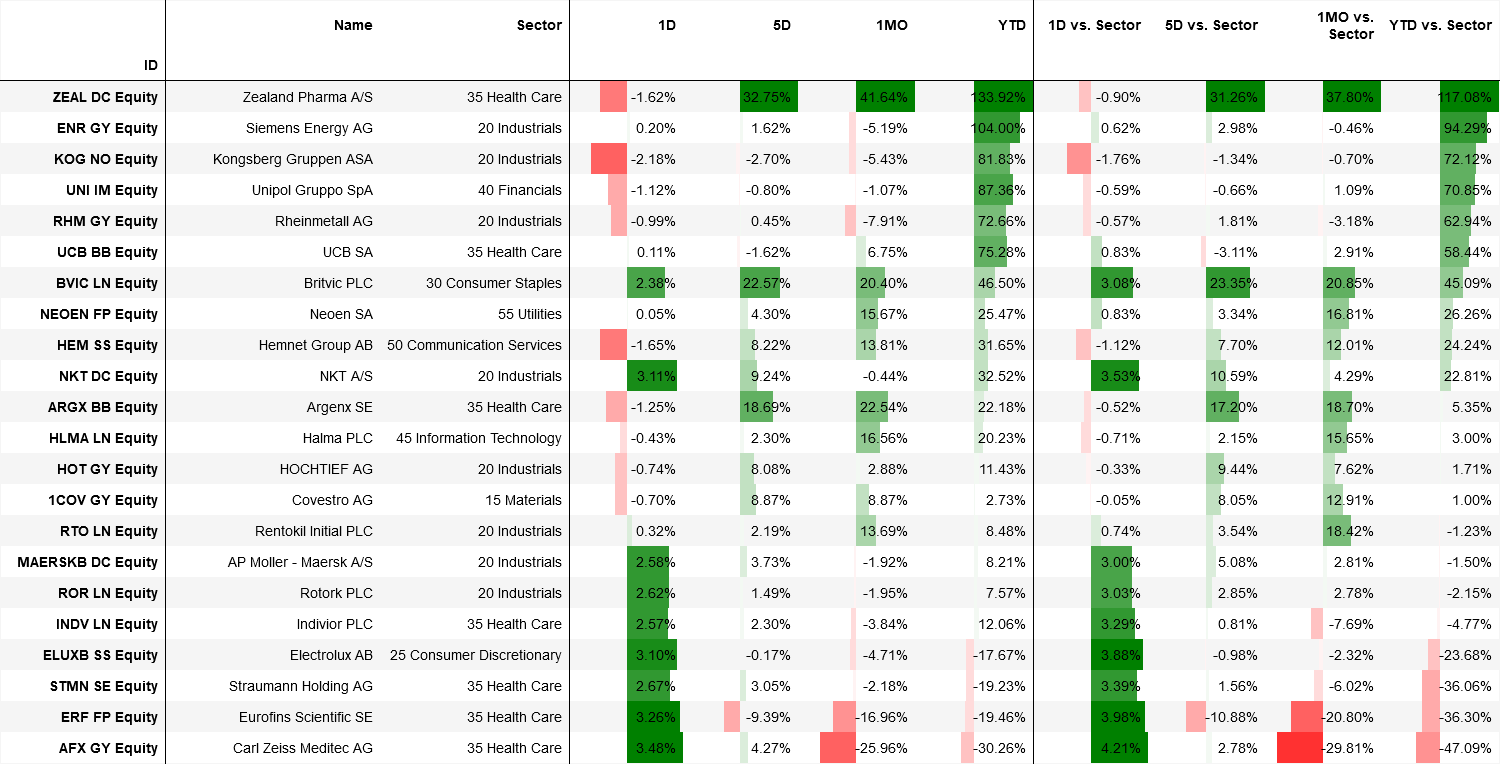 ID Name Sector 1D 5D 1MO YTD 1D vs. Sector 5D vs. Sector 1MO vs. Sector YTD vs. Sector
ZEAL DC Equity Zealand Pharma A/S 35 Health Care -1.62% 32.75% 41.64% 133.92% -0.90% 31.26% 37.80% 117.08%
ENR GY Equity Siemens Energy AG 20 Industrials 0.20% 1.62% -5.19% 104.00% 0.62% 2.98% -0.46% 94.29%
KOG NO Equity Kongsberg Gruppen ASA 20 Industrials -2.18% -2.70% -5.43% 81.83% -1.76% -1.34% -0.70% 72.12%
UNI IM Equity Unipol Gruppo SpA 40 Financials -1.12% -0.80% -1.07% 87.36% -0.59% -0.66% 1.09% 70.85%
RHM GY Equity Rheinmetall AG 20 Industrials -0.99% 0.45% -7.91% 72.66% -0.57% 1.81% -3.18% 62.94%
UCB BB Equity UCB SA 35 Health Care 0.11% -1.62% 6.75% 75.28% 0.83% -3.11% 2.91% 58.44%
BVIC LN Equity Britvic PLC 30 Consumer Staples 2.38% 22.57% 20.40% 46.50% 3.08% 23.35% 20.85% 45.09%
NEOEN FP Equity Neoen SA 55 Utilities 0.05% 4.30% 15.67% 25.47% 0.83% 3.34% 16.81% 26.26%
HEM SS Equity Hemnet Group AB 50 Communication Services -1.65% 8.22% 13.81% 31.65% -1.12% 7.70% 12.01% 24.24%
NKT DC Equity NKT A/S 20 Industrials 3.11% 9.24% -0.44% 32.52% 3.53% 10.59% 4.29% 22.81%
ARGX BB Equity Argenx SE 35 Health Care -1.25% 18.69% 22.54% 22.18% -0.52% 17.20% 18.70% 5.35%
HLMA LN Equity Halma PLC 45 Information Technology -0.43% 2.30% 16.56% 20.23% -0.71% 2.15% 15.65% 3.00%
HOT GY Equity HOCHTIEF AG 20 Industrials -0.74% 8.08% 2.88% 11.43% -0.33% 9.44% 7.62% 1.71%
1COV GY Equity Covestro AG 15 Materials -0.70% 8.87% 8.87% 2.73% -0.05% 8.05% 12.91% 1.00%
RTO LN Equity Rentokil Initial PLC 20 Industrials 0.32% 2.19% 13.69% 8.48% 0.74% 3.54% 18.42% -1.23%
MAERSKB DC Equity AP Moller - Maersk A/S 20 Industrials 2.58% 3.73% -1.92% 8.21% 3.00% 5.08% 2.81% -1.50%
ROR LN Equity Rotork PLC 20 Industrials 2.62% 1.49% -1.95% 7.57% 3.03% 2.85% 2.78% -2.15%
INDV LN Equity Indivior PLC 35 Health Care 2.57% 2.30% -3.84% 12.06% 3.29% 0.81% -7.69% -4.77%
ELUXB SS Equity Electrolux AB 25 Consumer Discretionary 3.10% -0.17% -4.71% -17.67% 3.88% -0.98% -2.32% -23.68%
STMN SE Equity Straumann Holding AG 35 Health Care 2.67% 3.05% -2.18% -19.23% 3.39% 1.56% -6.02% -36.06%
ERF FP Equity Eurofins Scientific SE 35 Health Care 3.26% -9.39% -16.96% -19.46% 3.98% -10.88% -20.80% -36.30%
AFX GY Equity Carl Zeiss Meditec AG 35 Health Care 3.48% 4.27% -25.96% -30.26% 4.21% 2.78% -29.81% -47.09%